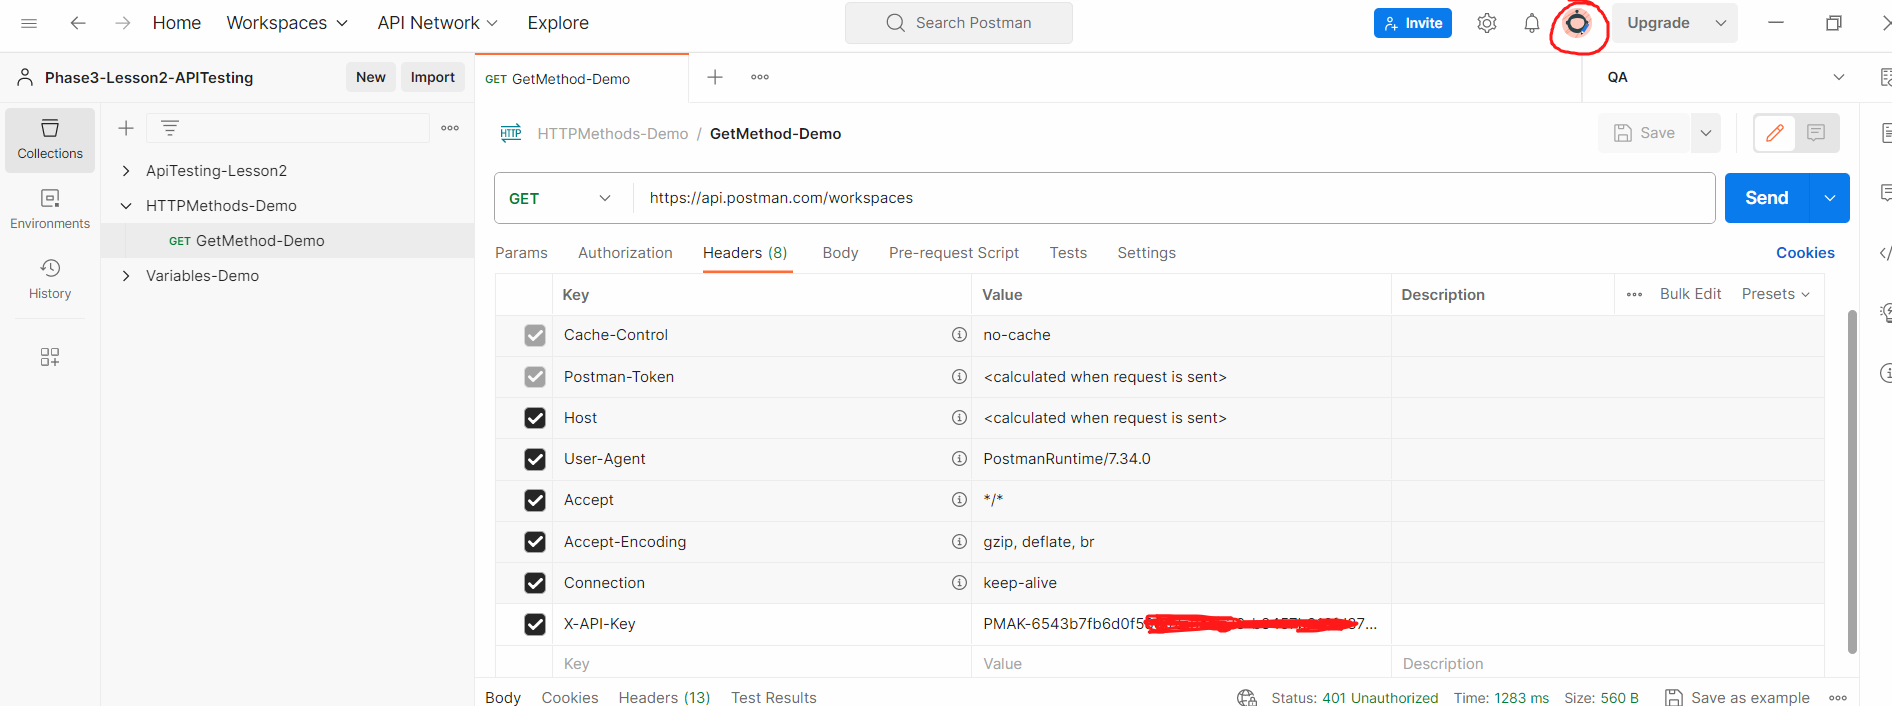 Home Workspaces API Network Explore Search Postman Invite Upgrade
Phase3-Lesson2-APITesting New Import GET GetMethod-Demo QA
Collections
Environments
History
ApiTesting-Lesson2
HTTPMethods-Demo
GET GetMethod-Demo
Variables-Demo
HTTP HTTPMethods-Demo / GetMethod-Demo Save
GET https://api.postman.com/workspaces Send
Params Authorization Headers (8) Body Pre-request Script Tests Settings Cookies
Key Value Description Bulk Edit Presets
Cache-Control no-cache
Postman-Token <calculated when request is sent>
Host <calculated when request is sent>
User-Agent PostmanRuntime/7.34.0
Accept */*
Accept-Encoding gzip, deflate, br
Connection keep-alive
X-API-Key
Key Value Description
Body Cookies Headers (13) Test Results Status: 401 Unauthorized Time: 1283 ms Size: 560 B Save as example